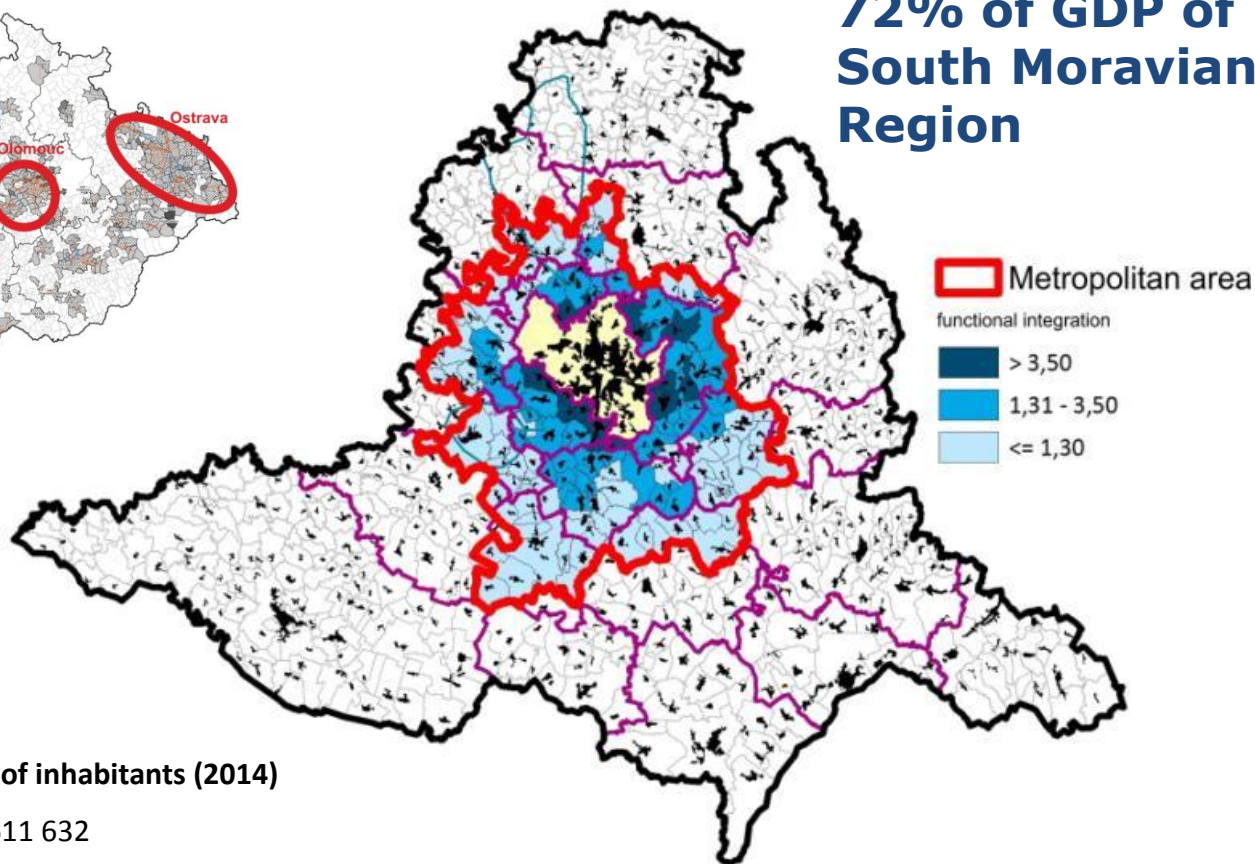 72% of GDP of
South Moravian
Region
Ostrava
Olomouc
Metropolitan area
functional integration
> 3,50
1,31 - 3,50
<= 1,30
of inhabitants (2014)
11 632